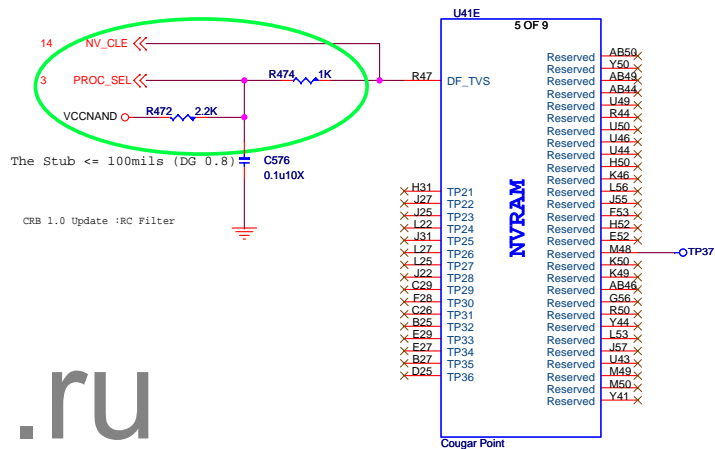 U41E
5 OF 9
14 NV_CLE
3 PROC_SEL
R474 1K
R47 DF_TVS
VCCNAND R472 2.2K
The Stub <= 100mils (DG 0.8)
C576
0.1u10X
CRB 1.0 Update :RC Filter
H31 TP21
J27 TP22
J25 TP23
L22 TP24
J31 TP25
L27 TP26
L25 TP27
J22 TP28
C29 TP29
F28 TP30
C26 TP31
B25 TP32
E29 TP33
E27 TP34
B27 TP35
D25 TP36
NVRAM
Reserved AB50
Reserved Y50
Reserved AB49
Reserved AB44
Reserved U49
Reserved R44
Reserved U50
Reserved U46
Reserved U44
Reserved H50
Reserved K46
Reserved L56
Reserved J55
Reserved F53
Reserved H52
Reserved E52
Reserved M48 TP37
Reserved K50
Reserved K49
Reserved AB46
Reserved G56
Reserved R50
Reserved Y44
Reserved L53
Reserved J57
Reserved U43
Reserved M49
Reserved M50
Reserved Y41
Cougar Point
.ru